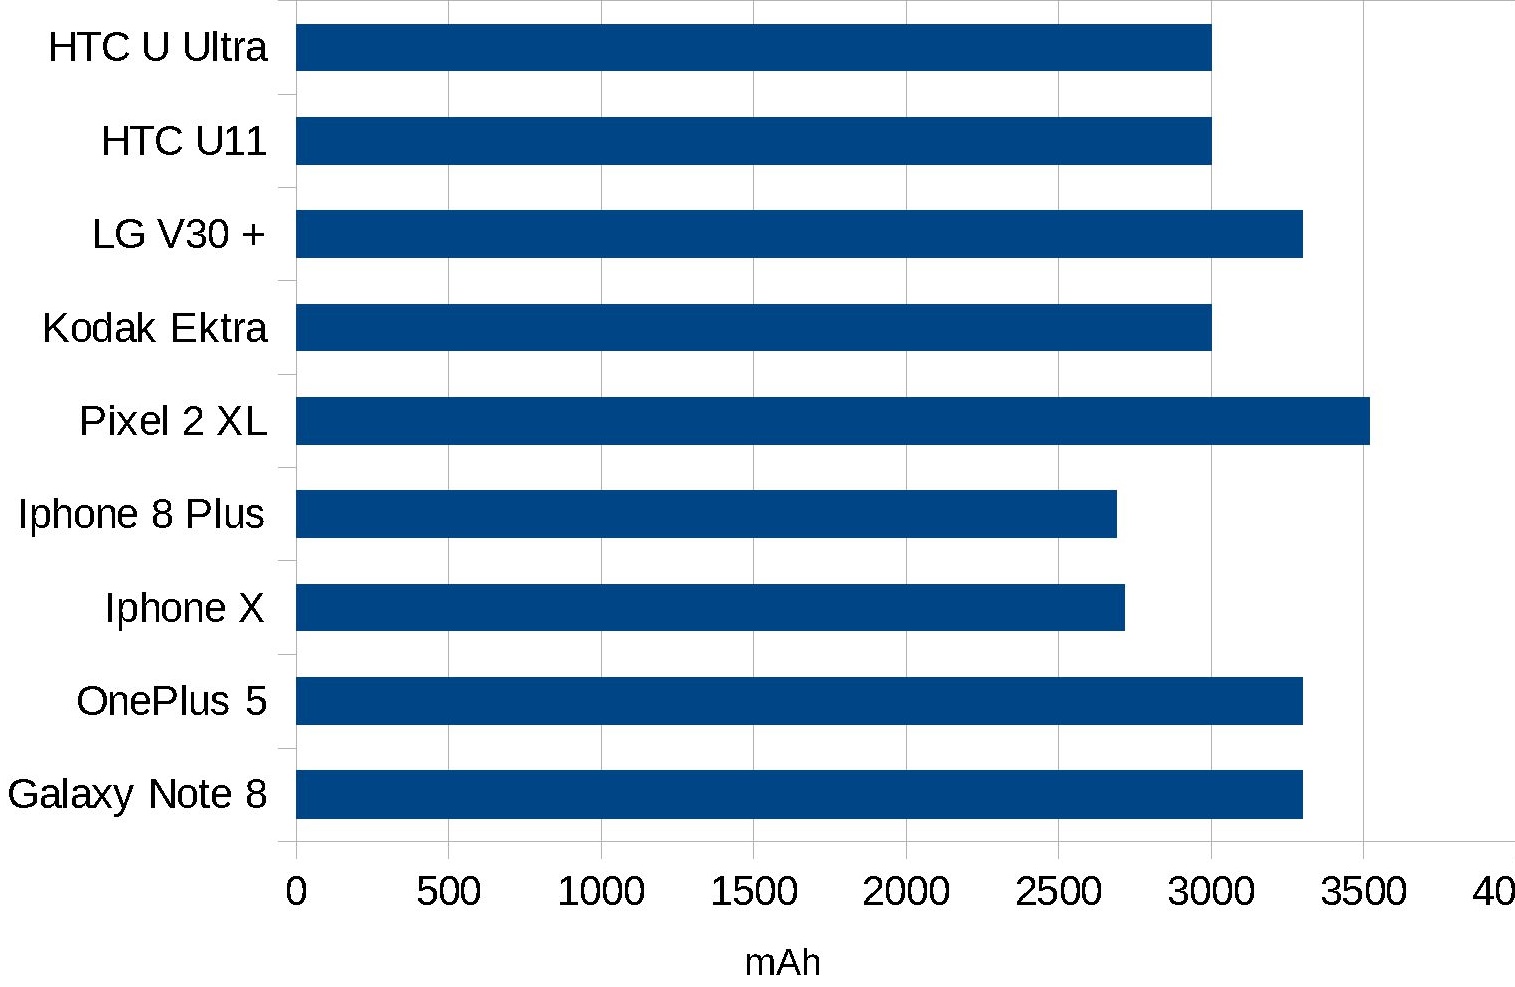 HTC U Ultra
HTC U11
LG V30 +
Kodak Ektra
Pixel 2 XL
Iphone 8 Plus
Iphone X
OnePlus 5
Galaxy Note 8
0 500 1000 1500 2000 2500 3000 3500 40
mAh